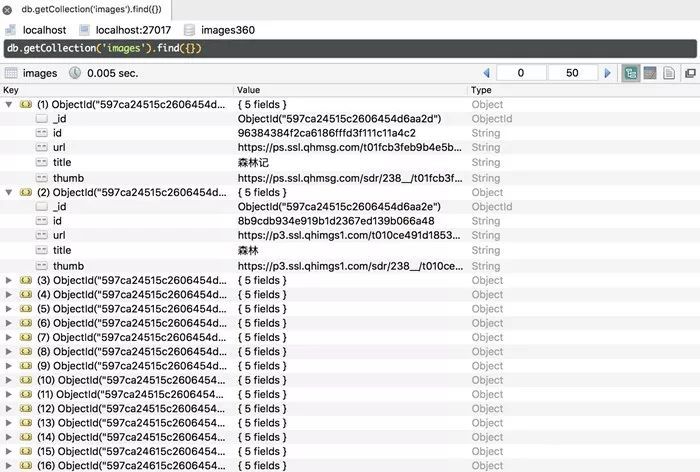 db.getCollection('images').find({})
localhost localhost:27017 images360
db.getCollection('images').find({})
images 0.005 sec. 0 50
Key Value Type
(1) ObjectId("597ca24515c2606454d... { 5 fields } Object
_id ObjectId("597ca24515c2606454d6aa2d") ObjectId
id 96384384f2ca6186fffd3f111c11a4c2 String
url https://ps.ssl.qhmsg.com/t01fcb3feb9b4e5b... String
title 森林记 String
thumb https://ps.ssl.qhmsg.com/sdr/238__/t01fcb3f... String
(2) ObjectId("597ca24515c2606454d... { 5 fields } Object
_id ObjectId("597ca24515c2606454d6aa2e") ObjectId
id 8b9cdb934e919b1d2367ed139b066a48 String
url https://p3.ssl.qhimgs1.com/t010ce491d1853... String
title 森林 String
thumb https://p3.ssl.qhimgs1.com/sdr/238__/t010ce... String
(3) ObjectId("597ca24515c2606454d... { 5 fields } Object
(4) ObjectId("597ca24515c2606454d... { 5 fields } Object
(5) ObjectId("597ca24515c2606454d... { 5 fields } Object
(6) ObjectId("597ca24515c2606454d... { 5 fields } Object
(7) ObjectId("597ca24515c2606454d... { 5 fields } Object
(8) ObjectId("597ca24515c2606454d... { 5 fields } Object
(9) ObjectId("597ca24515c2606454d... { 5 fields } Object
(10) ObjectId("597ca24515c2606454... { 5 fields } Object
(11) ObjectId("597ca24515c2606454... { 5 fields } Object
(12) ObjectId("597ca24515c2606454... { 5 fields } Object
(13) ObjectId("597ca24515c2606454... { 5 fields } Object
(14) ObjectId("597ca24515c2606454... { 5 fields } Object
(15) ObjectId("597ca24615c2606454... { 5 fields } Object
(16) ObjectId("597ca24615c2606454... { 5 fields } Object